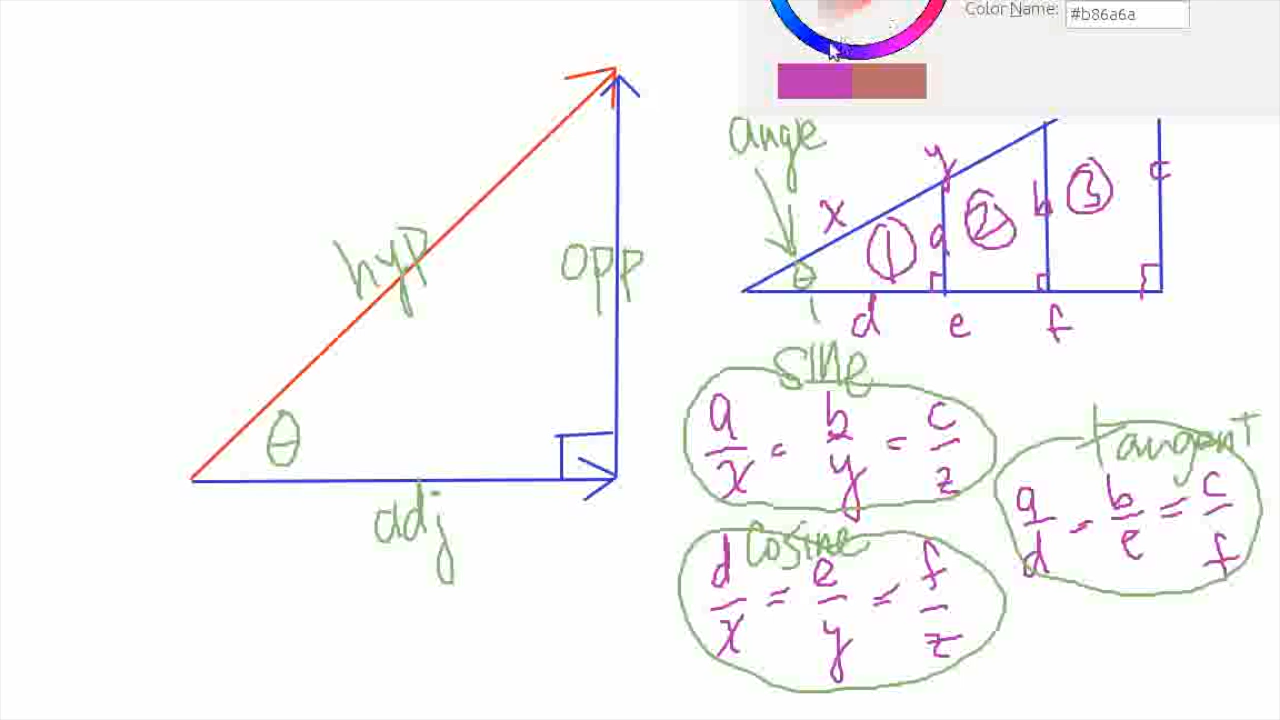 Color Name: #b86a6a
angle
y
x
①
a
②
b
③
c
θ
d
e
f
hyp
opp
θ
adj
sine
a/x = b/y = c/z
tangent
a/d = b/e = c/f
cosine
d/x = e/y = f/z